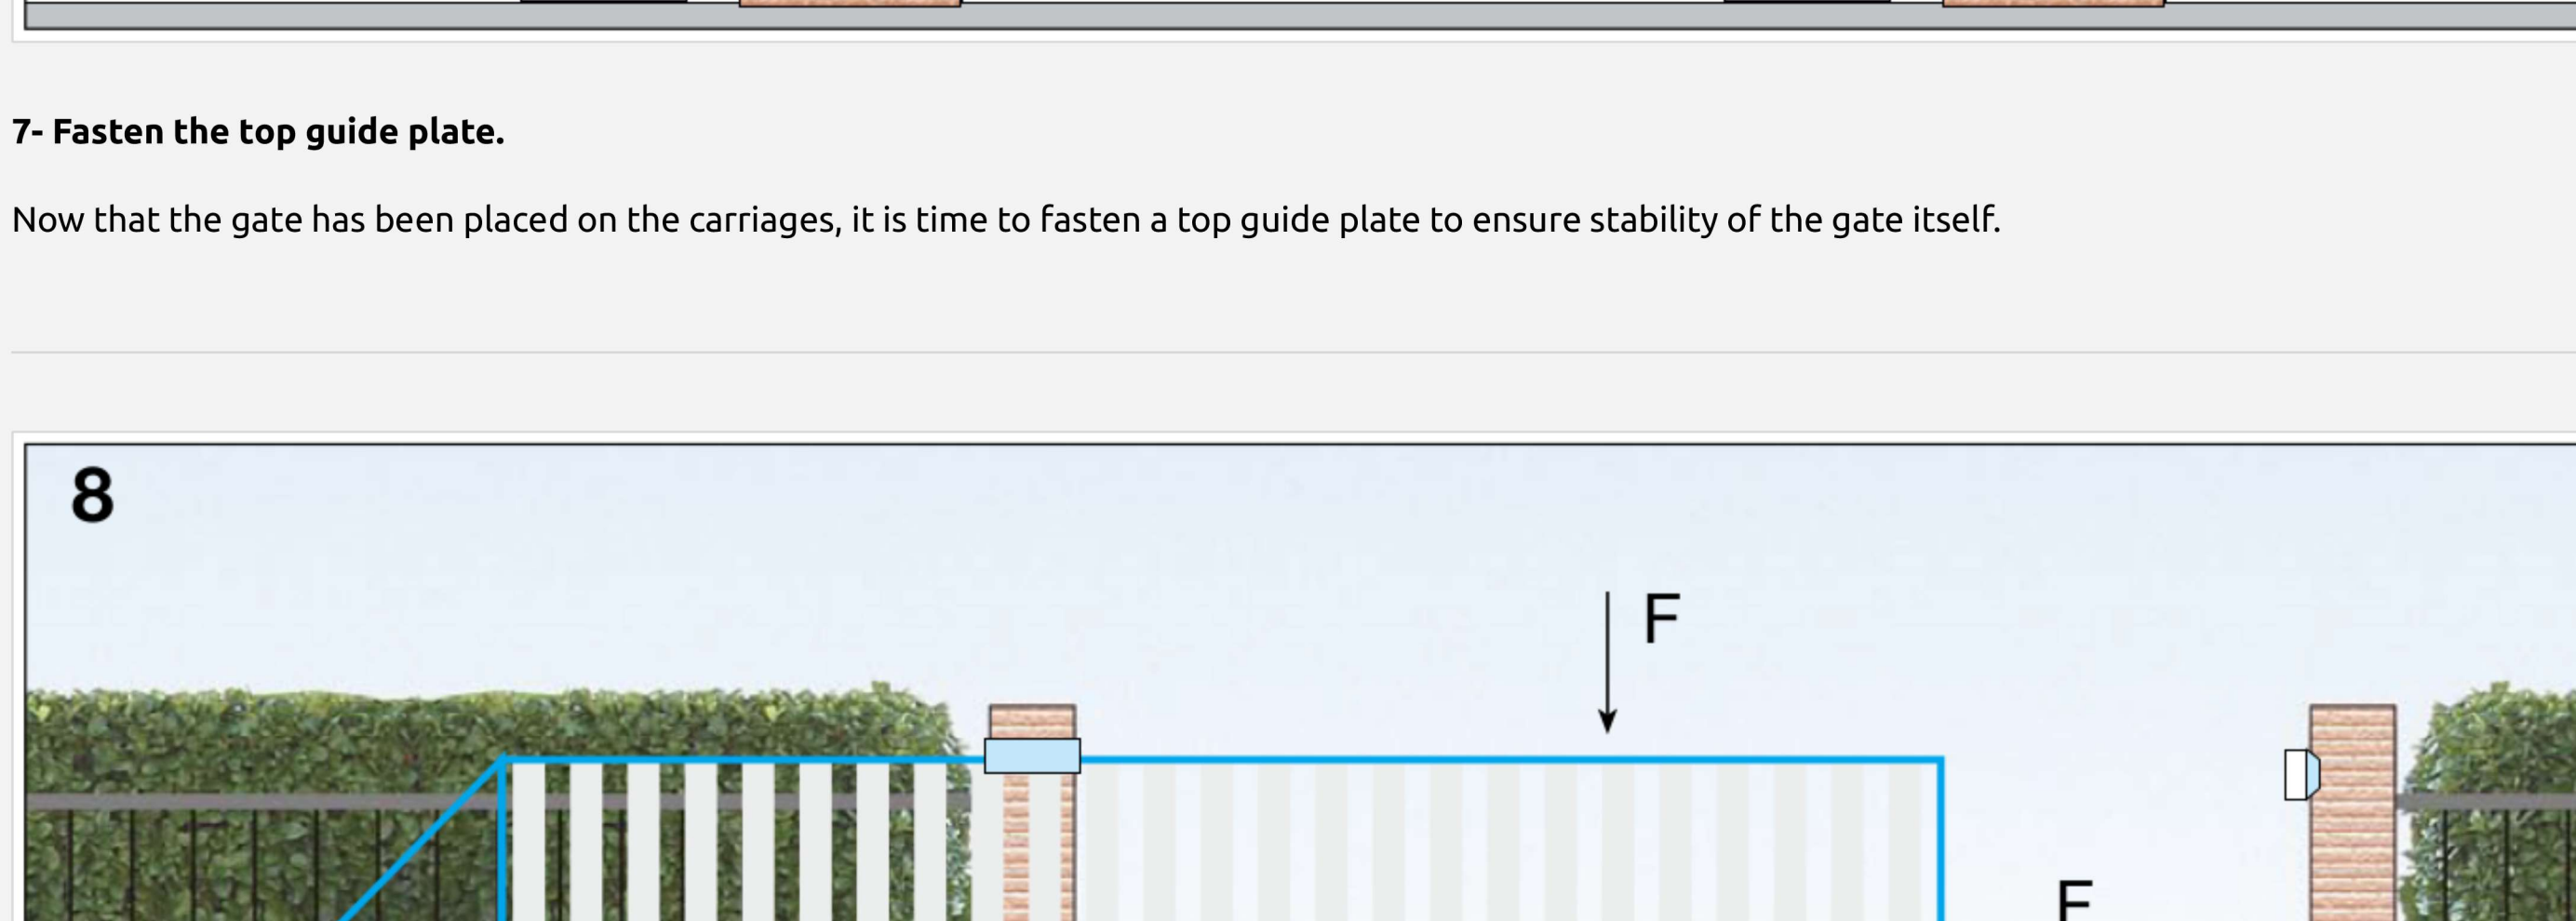 7- Fasten the top guide plate.
Now that the gate has been placed on the carriages, it is time to fasten a top guide plate to ensure stability of the gate itself.
8
F
F